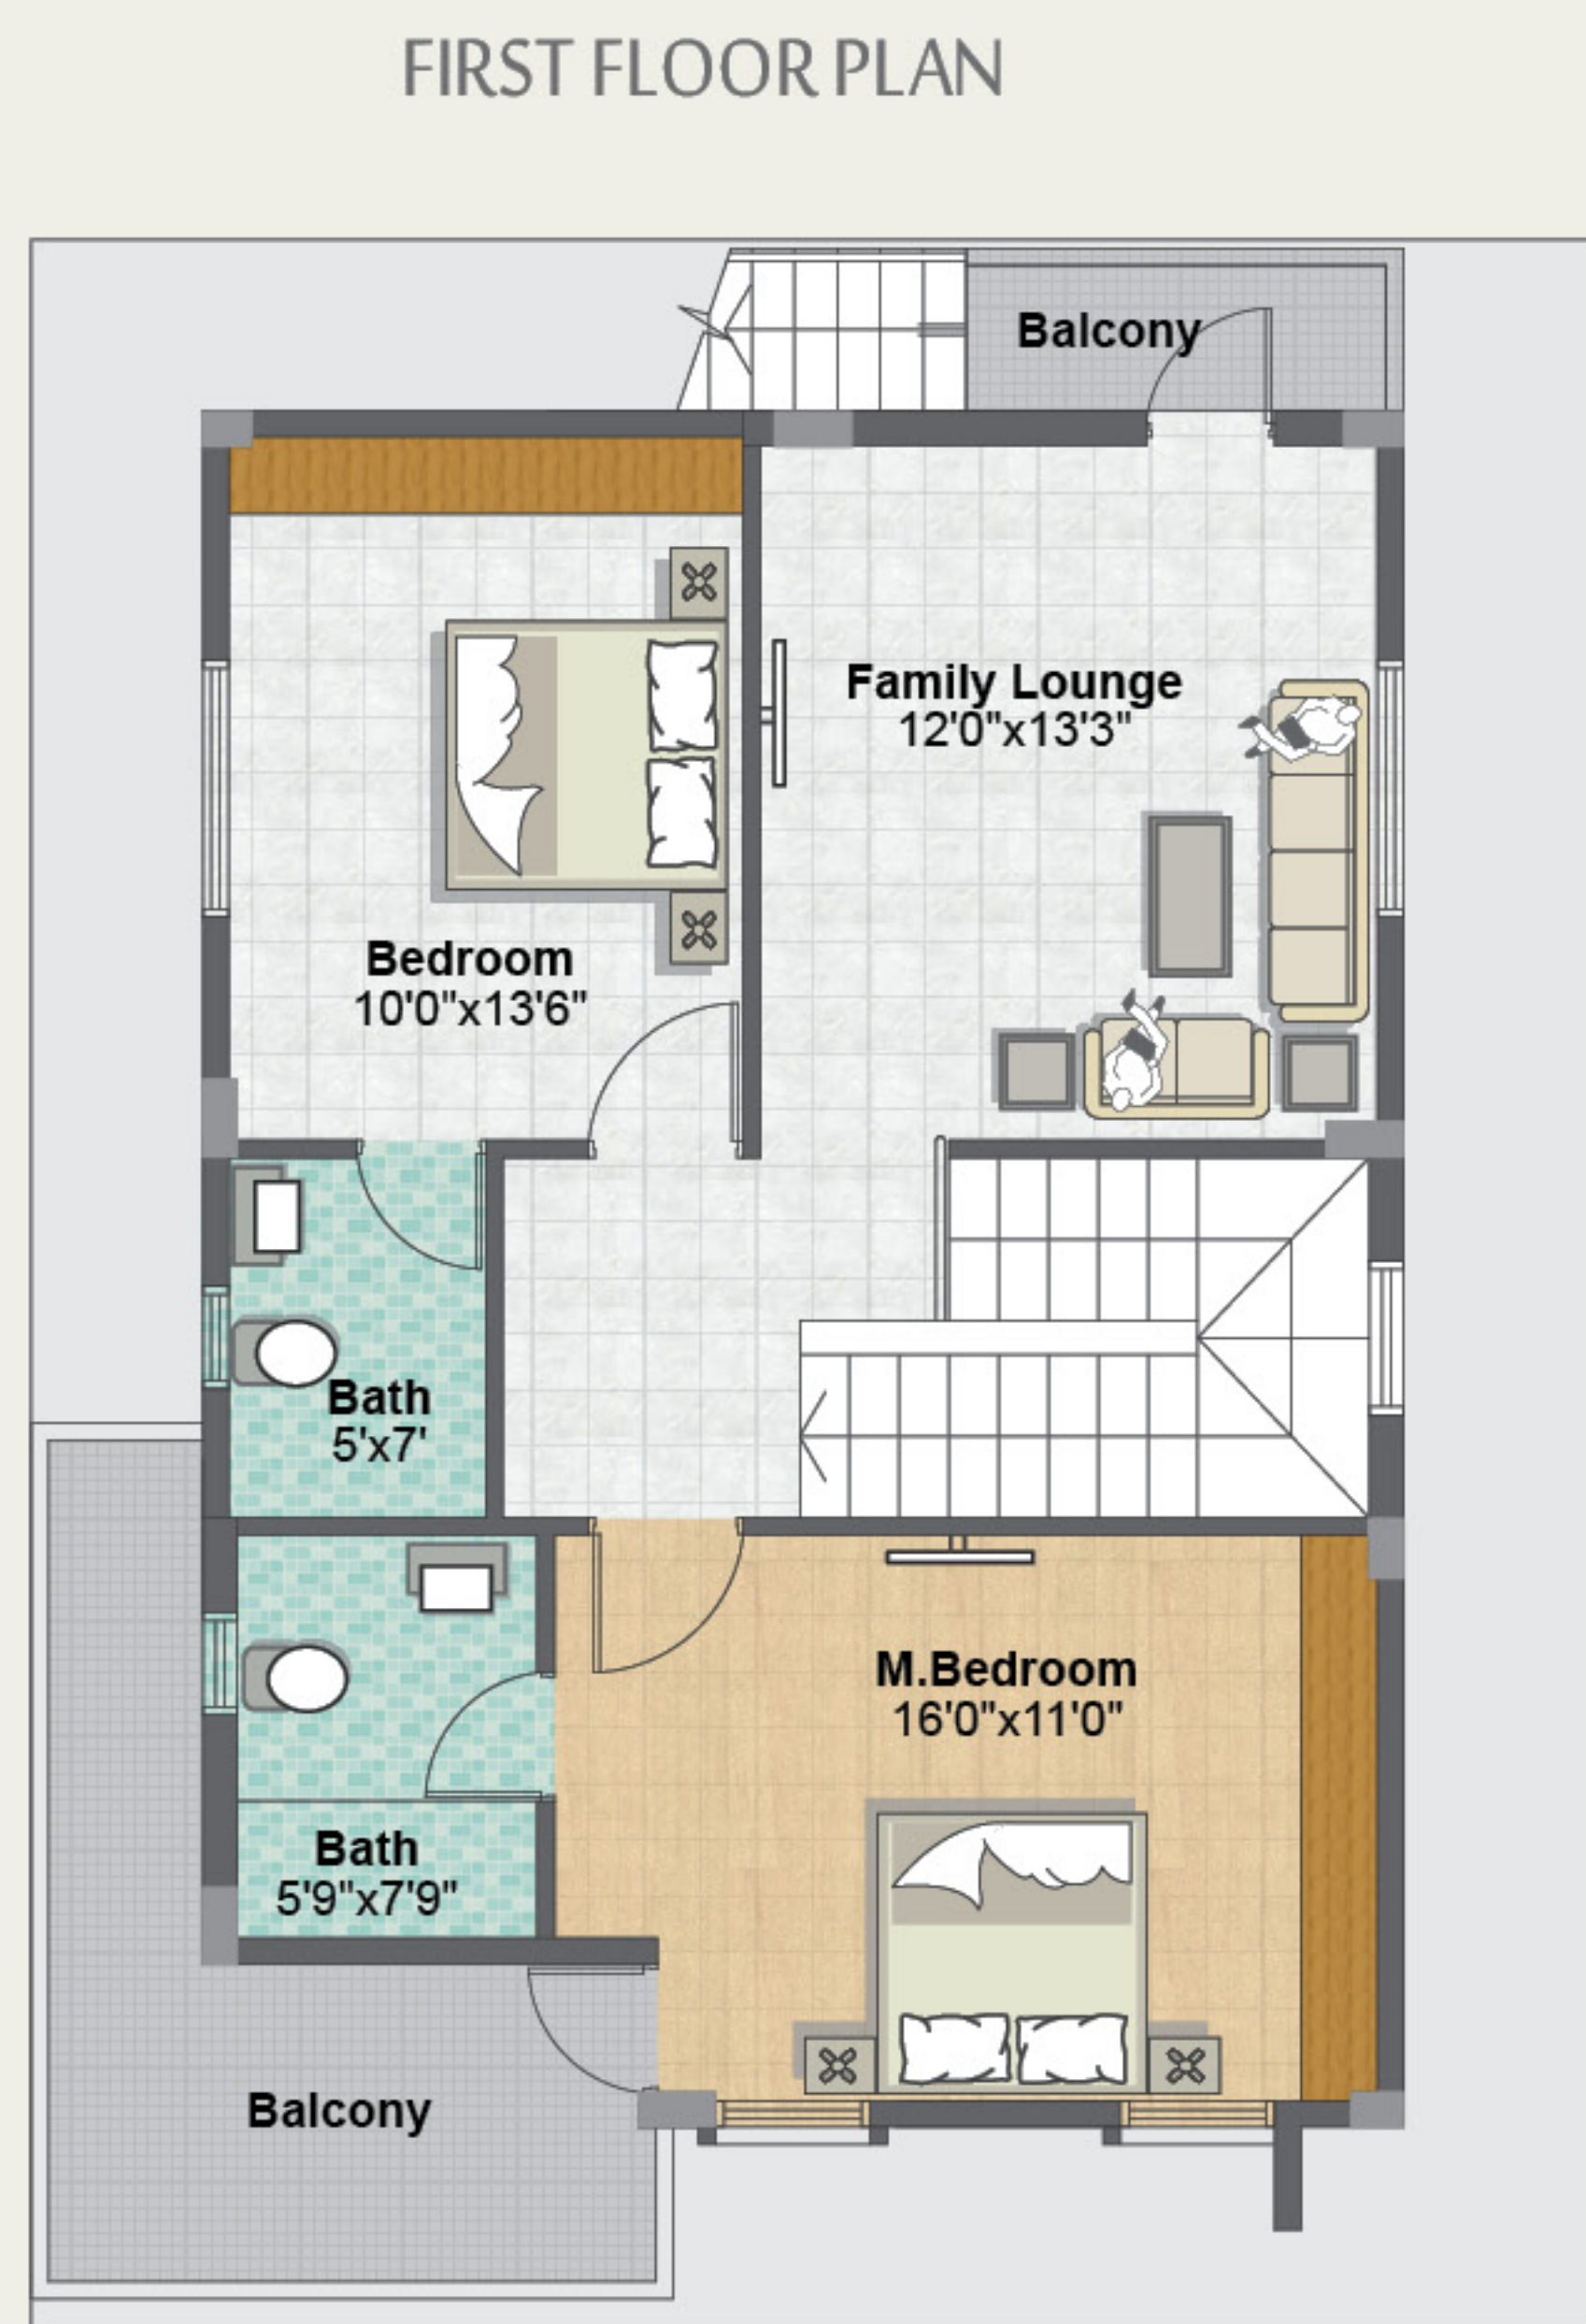 FIRST FLOOR PLAN
Balcony
Family Lounge
12'0"x13'3"
Bedroom
10'0"x13'6"
Bath
5'x7'
M.Bedroom
16'0"x11'0"
Bath
5'9"x7'9"
Balcony